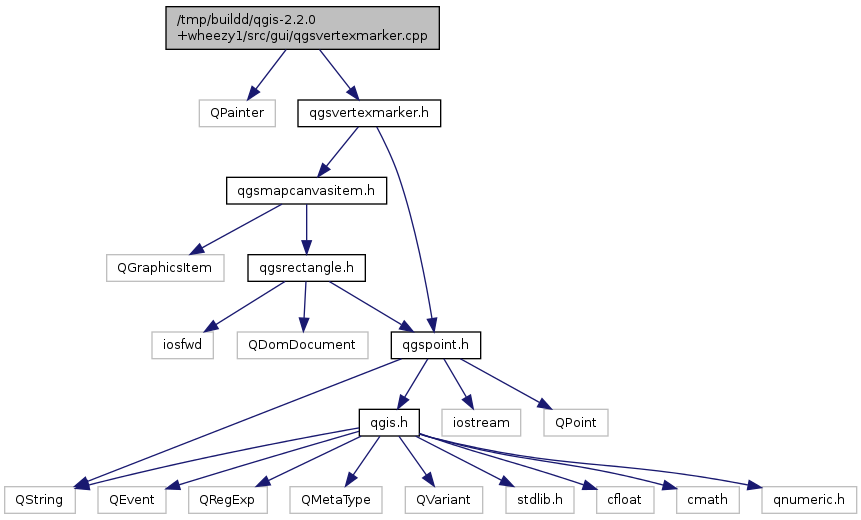 /tmp/buildd/qgis-2.2.0
+wheezy1/src/gui/qgsvertexmarker.cpp
QPainter
qgsvertexmarker.h
qgsmapcanvasitem.h
QGraphicsItem
qgsrectangle.h
iosfwd
QDomDocument
qgspoint.h
qgis.h
iostream
QPoint
QString
QEvent
QRegExp
QMetaType
QVariant
stdlib.h
cfloat
cmath
qnumeric.h